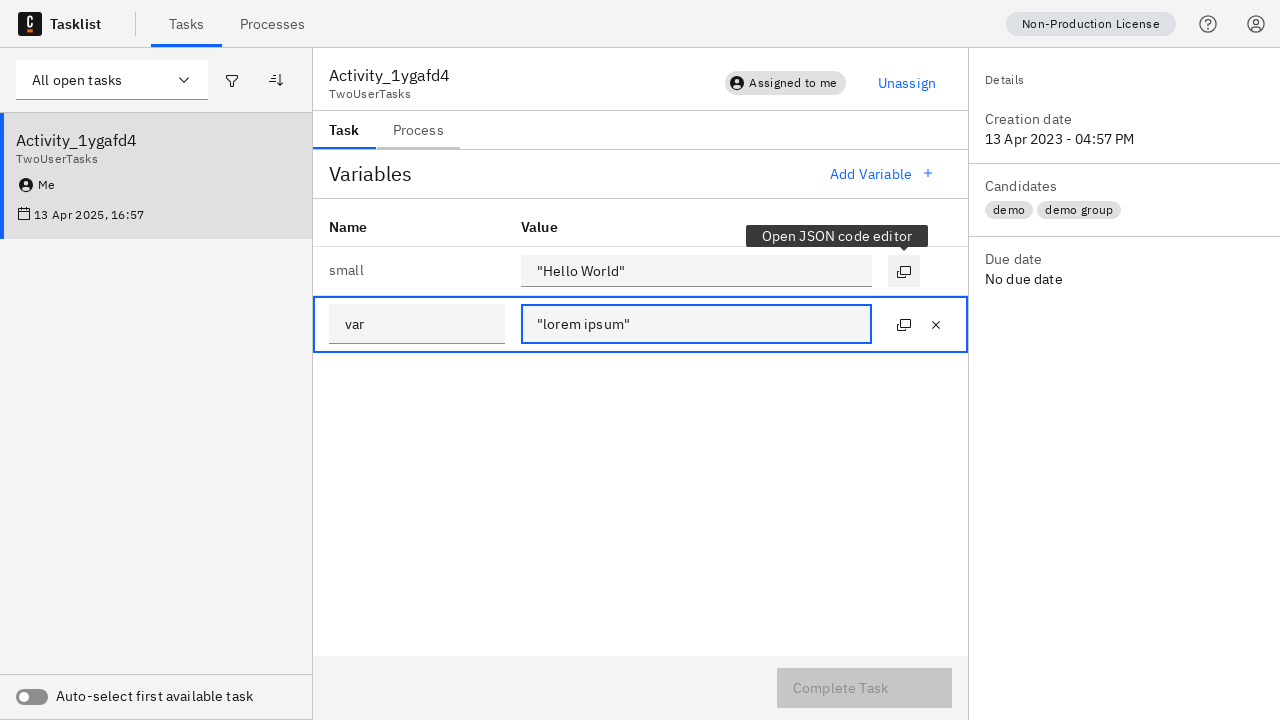 Tasklist
Tasks
Processes
Non-Production License
All open tasks
Activity_1ygafd4
TwoUserTasks
Me
13 Apr 2025, 16:57
Auto-select first available task
Activity_1ygafd4
TwoUserTasks
Assigned to me
Unassign
Task
Process
Variables
Add Variable
Name
Value
Open JSON code editor
small
"Hello World"
var
"lorem ipsum"
Complete Task
Details
Creation date
13 Apr 2023 - 04:57 PM
Candidates
demo
demo group
Due date
No due date